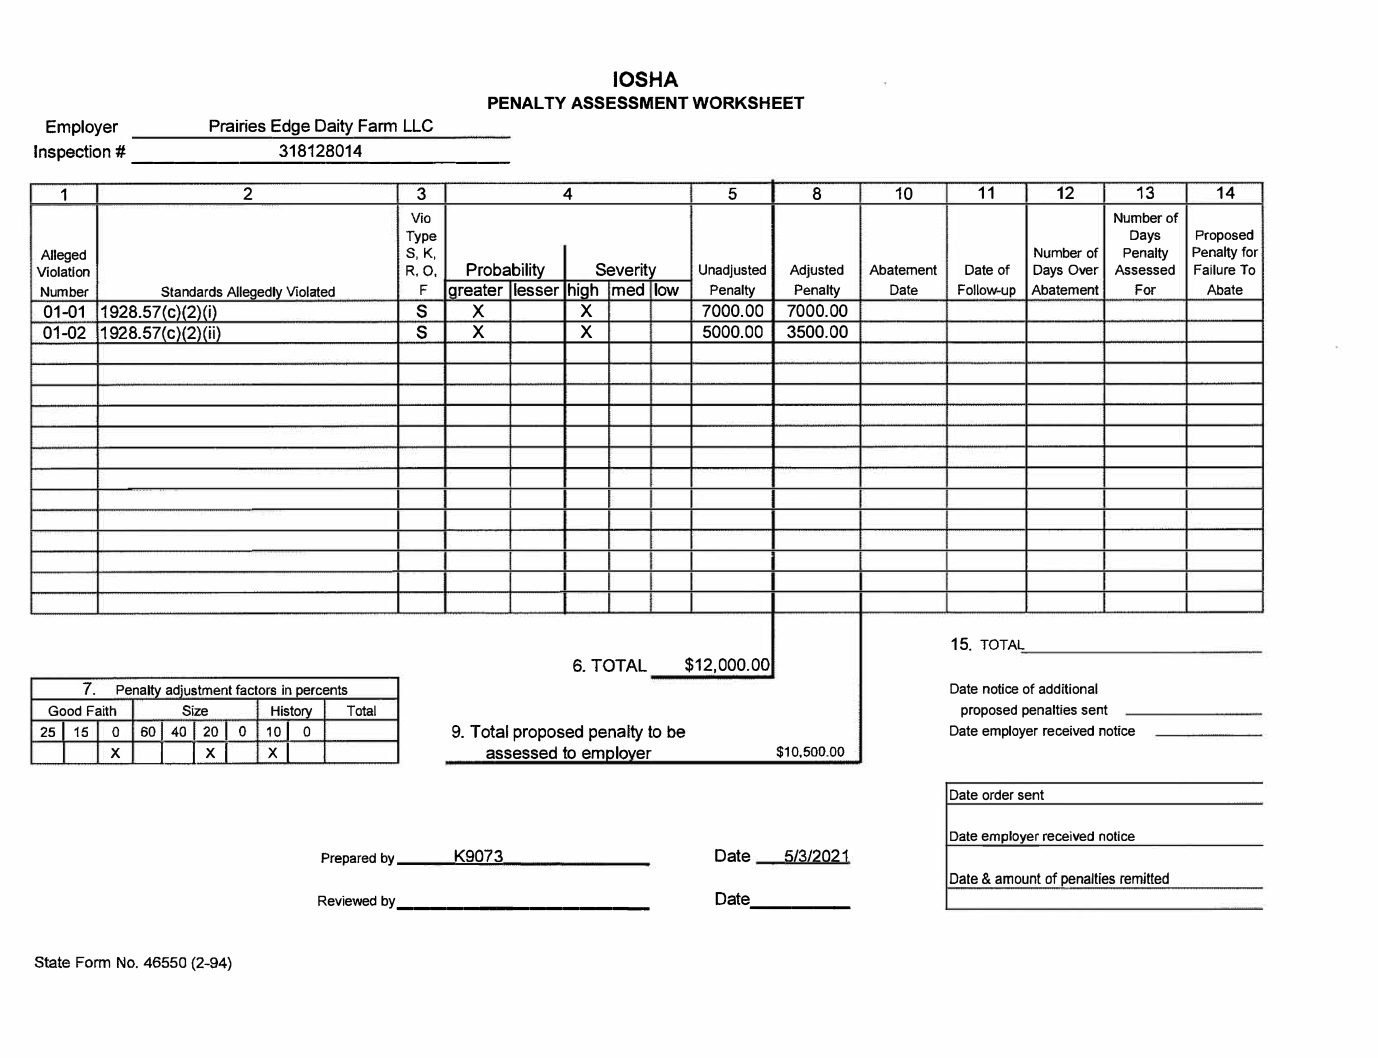 IOSHA
PENALTY ASSESSMENT WORKSHEET
Employer Prairies Edge Daity Farm LLC
Inspection # 318128014
1 2 3 4 5 8 10 11 12 13 14
Alleged Violation Number
Standards Allegedly Violated
Vio Type S, K, R, O, F
Probability Severity
greater lesser high med low
Unadjusted Penalty
Adjusted Penalty
Abatement Date
Date of Follow-up
Number of Days Over Abatement
Number of Days Penalty Assessed For
Proposed Penalty for Failure To Abate
01-01 1928.57(c)(2)(i) S X X 7000.00 7000.00
01-02 1928.57(c)(2)(ii) S X X 5000.00 3500.00
6. TOTAL $12,000.00
15. TOTAL
7. Penalty adjustment factors in percents
Good Faith Size History Total
25 15 0 60 40 20 0 10 0
X X X
9. Total proposed penalty to be
assessed to employer $10,500.00
Date notice of additional
proposed penalties sent
Date employer received notice
Date order sent
Date employer received notice
Date & amount of penalties remitted
Prepared by K9073 Date 5/3/2021
Reviewed by Date
State Form No. 46550 (2-94)